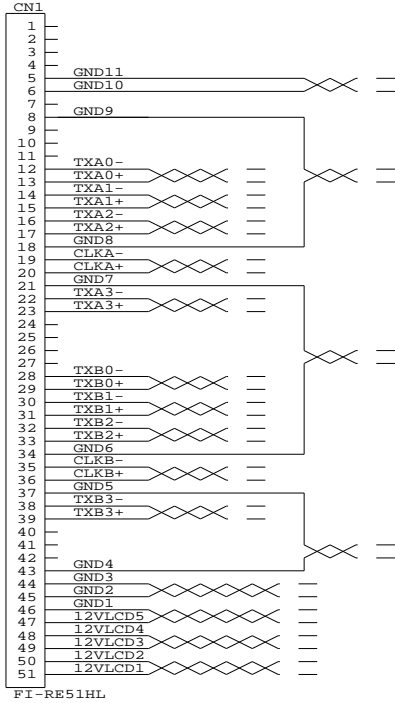 CN1
1
2
3
4
5 GND11
6 GND10
7
8 GND9
9
10
11
12 TXA0-
13 TXA0+
14 TXA1-
15 TXA1+
16 TXA2-
17 TXA2+
18 GND8
19 CLKA-
20 CLKA+
21 GND7
22 TXA3-
23 TXA3+
24
25
26
27
28 TXB0-
29 TXB0+
30 TXB1-
31 TXB1+
32 TXB2-
33 TXB2+
34 GND6
35 CLKB-
36 CLKB+
37 GND5
38 TXB3-
39 TXB3+
40
41
42
43 GND4
44 GND3
45 GND2
46 GND1
47 12VLCD5
48 12VLCD4
49 12VLCD3
50 12VLCD2
51 12VLCD1
FI-RE51HL